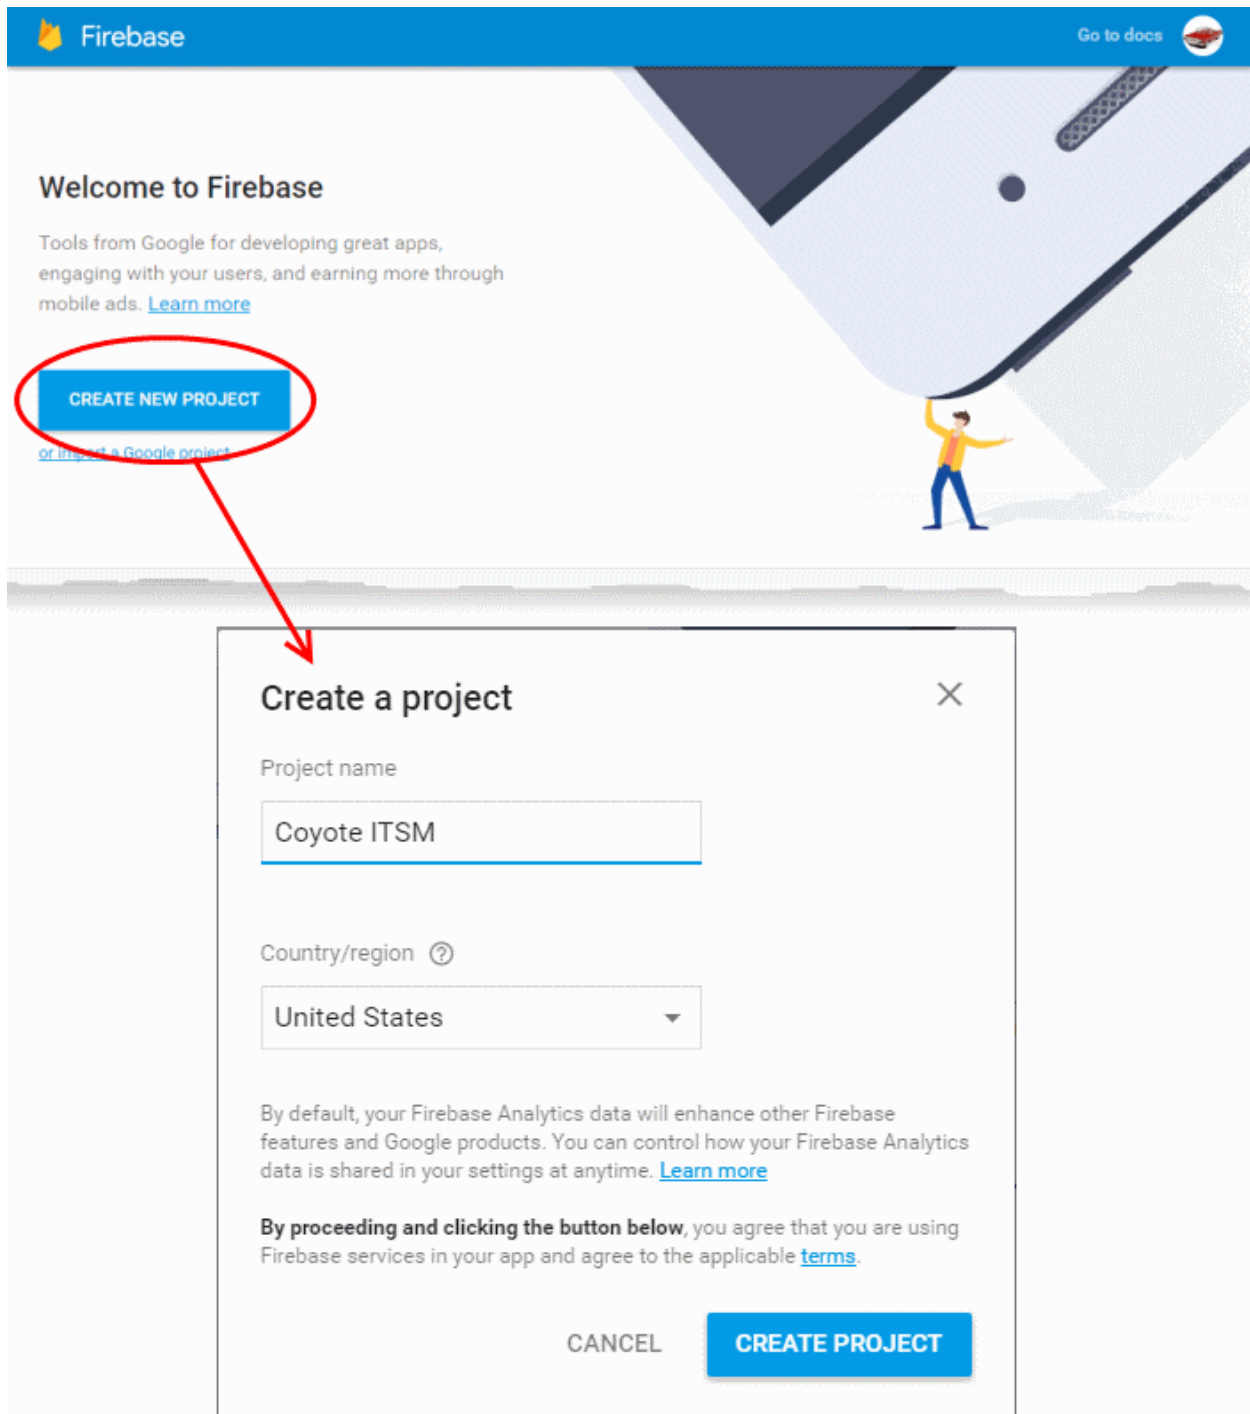 Firebase
Go to docs
Welcome to Firebase
Tools from Google for developing great apps,
engaging with your users, and earning more through
mobile ads. Learn more
CREATE NEW PROJECT
or import a Google project
Create a project
Project name
Coyote ITSM
Country/region ?
United States
By default, your Firebase Analytics data will enhance other Firebase
features and Google products. You can control how your Firebase Analytics
data is shared in your settings at anytime. Learn more
By proceeding and clicking the button below, you agree that you are using
Firebase services in your app and agree to the applicable terms.
CANCEL
CREATE PROJECT